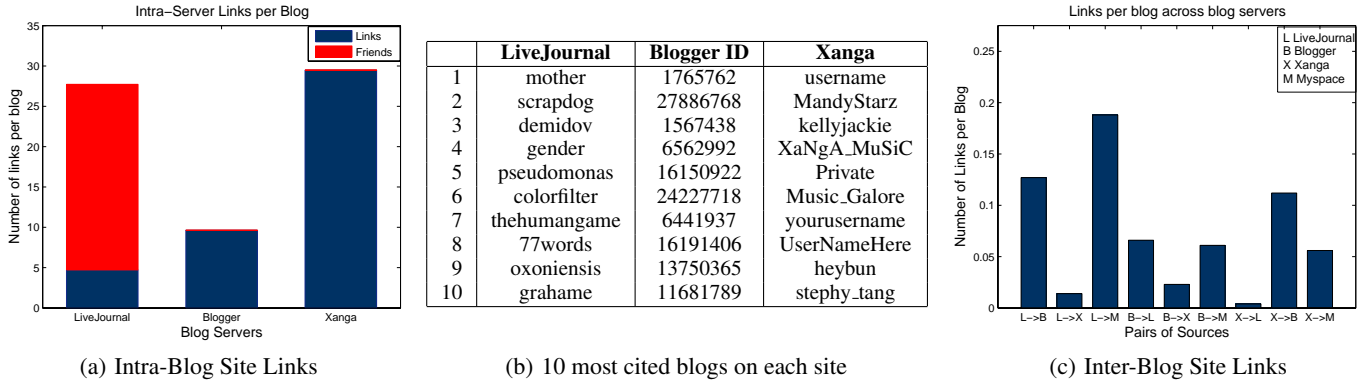 Intra−Server Links per Blog
35
30
25
20
15
10
5
0
Number of links per blog
Links
Friends
LiveJournal Blogger Xanga
Blog Servers
(a) Intra-Blog Site Links
LiveJournal Blogger ID Xanga
1 mother 1765762 username
2 scrapdog 27886768 MandyStarz
3 demidov 1567438 kellyjackie
4 gender 6562992 XaNgA_MuSiC
5 pseudomonas 16150922 Private
6 colorfilter 24227718 Music_Galore
7 thehumangame 6441937 yourusername
8 77words 16191406 UserNameHere
9 oxoniensis 13750365 heybun
10 grahame 11681789 stephy_tang
(b) 10 most cited blogs on each site
Links per blog across blog servers
0.25
0.2
0.15
0.1
0.05
0
Number of Links per Blog
L LiveJournal
B Blogger
X Xanga
M Myspace
L−>B L−>X L−>M B−>L B−>X B−>M X−>L X−>B X−>M
Pairs of Sources
(c) Inter-Blog Site Links